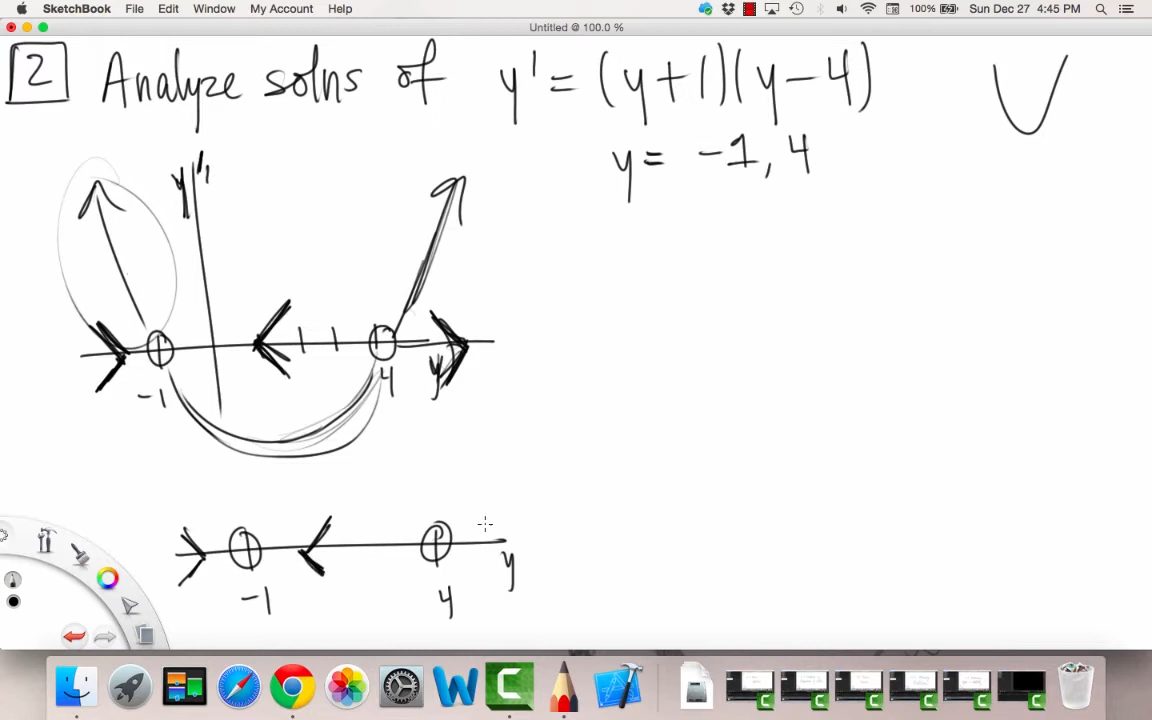 SketchBook File Edit Window My Account Help 100% Sun Dec 27 4:45 PM
Untitled @ 100.0 %
2 Analyze solns of y' = (y+1)(y-4)
y = -1, 4
y'
-1 4 y
-1 4 y